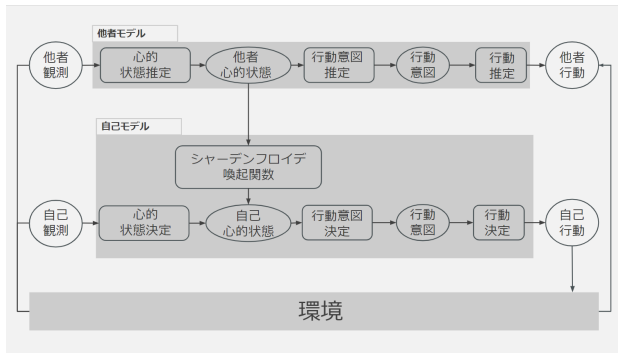 他者モデル
他者
観測
心的
状態推定
他者
心的状態
行動意図
推定
行動
意図
行動
推定
他者
行動
自己モデル
シャーデンフロイデ
喚起関数
自己
観測
心的
状態決定
自己
心的状態
行動意図
決定
行動
意図
行動
決定
自己
行動
環境